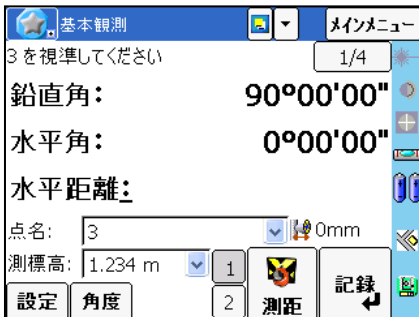 基本観測
メインメニュー
3 を視準してください
1/4
鉛直角: 90°00'00"
水平角: 0°00'00"
水平距離:
点名: 3 0mm
測標高: 1.234 m 1
設定 角度 2 測距 記録